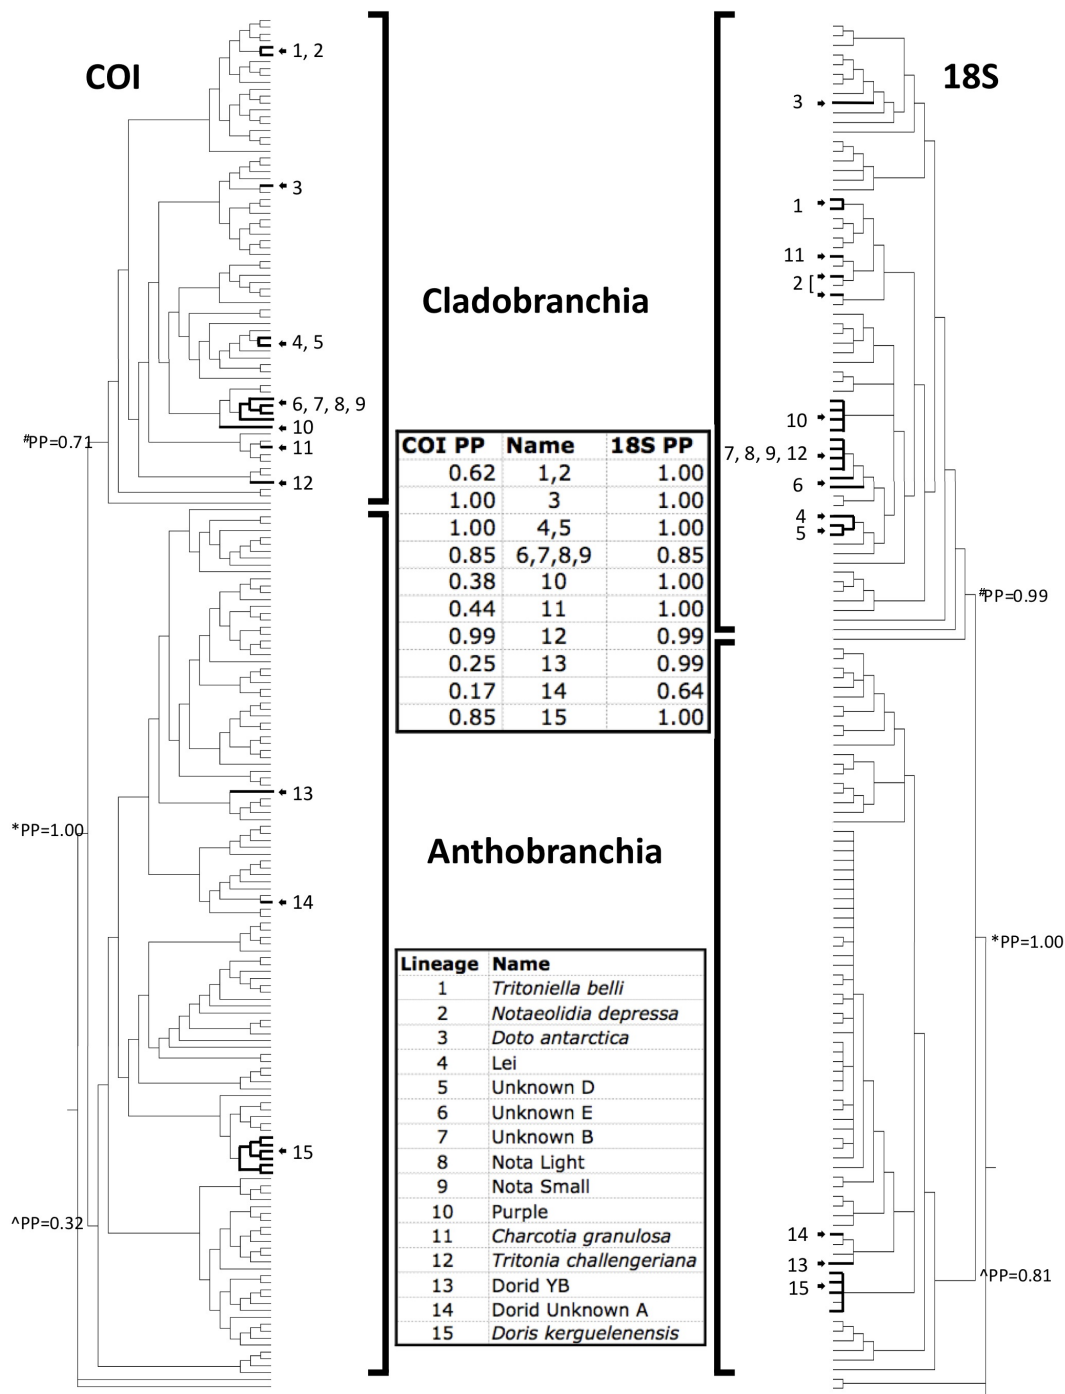 COI
18S
1, 2
3
4, 5
6, 7, 8, 9
10
11
12
13
14
15
#PP=0.71
*PP=1.00
^PP=0.32
Cladobranchia
COI PP Name 18S PP
0.62 1,2 1.00
1.00 3 1.00
1.00 4,5 1.00
0.85 6,7,8,9 0.85
0.38 10 1.00
0.44 11 1.00
0.99 12 0.99
0.25 13 0.99
0.17 14 0.64
0.85 15 1.00
Anthobranchia
Lineage Name
1 Tritoniella belli
2 Notaeolidia depressa
3 Doto antarctica
4 Lei
5 Unknown D
6 Unknown E
7 Unknown B
8 Nota Light
9 Nota Small
10 Purple
11 Charcotia granulosa
12 Tritonia challengeriana
13 Dorid YB
14 Dorid Unknown A
15 Doris kerguelenensis
3
1
11
2 [
10
7, 8, 9, 12
6
4
5
14
13
15
#PP=0.99
*PP=1.00
^PP=0.81